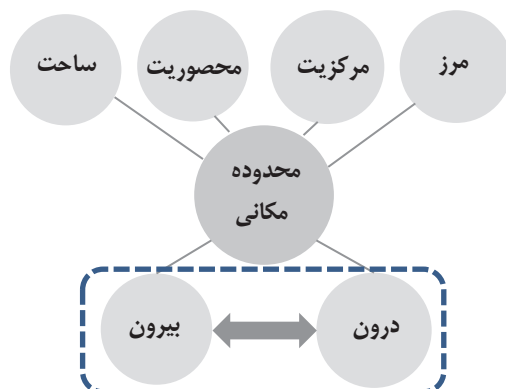 مرز
مرکزیت
محصوریت
ساحت
محدوده
مکانی
درون
بیرون